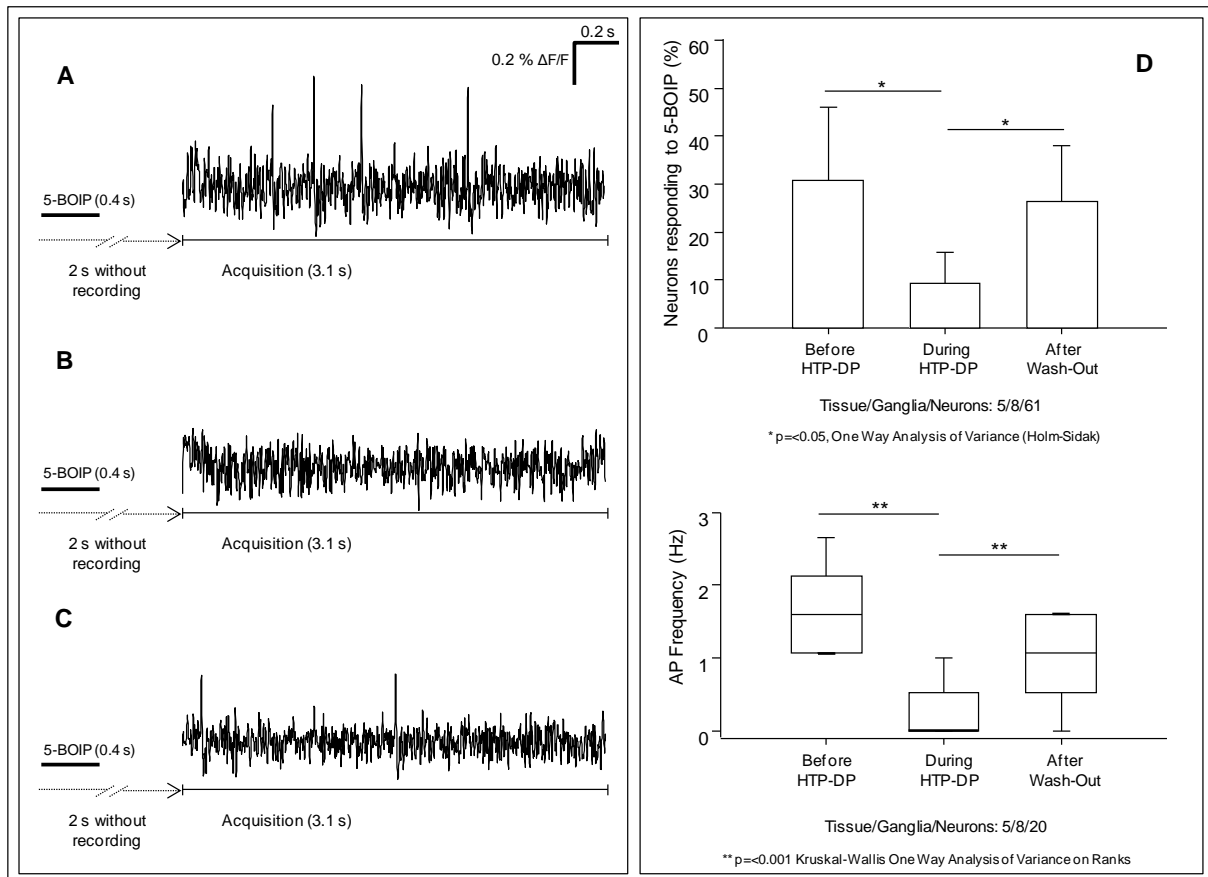 A
0.2 s
0.2 % ΔF/F
5-BOIP (0.4 s)
2 s without
recording
Acquisition (3.1 s)
B
5-BOIP (0.4 s)
2 s without
recording
Acquisition (3.1 s)
C
5-BOIP (0.4 s)
2 s without
recording
Acquisition (3.1 s)
D
Neurons responding to 5-BOIP (%)
60
50
40
30
20
10
0
*
*
Before
HTP-DP
During
HTP-DP
After
Wash-Out
Tissue/Ganglia/Neurons: 5/8/61
* p=<0.05, One Way Analysis of Variance (Holm-Sidak)
AP Frequency (Hz)
3
2
1
0
**
**
Before
HTP-DP
During
HTP-DP
After
Wash-Out
Tissue/Ganglia/Neurons: 5/8/20
** p=<0.001 Kruskal-Wallis One Way Analysis of Variance on Ranks